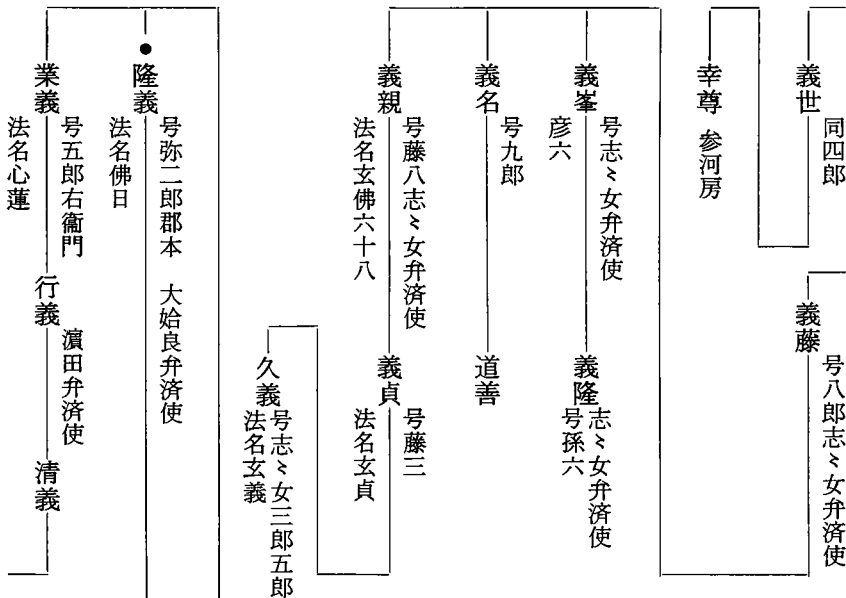 義世
同四郎
幸尊 参河房
義藤
号八郎志〻女弁済使
義峯
号志〻女弁済使
彦六
義隆
志〻女弁済使
号孫六
義名
号九郎
道善
義親
号藤八志〻女弁済使
法名玄佛六十八
義貞
号藤三
法名玄貞
久義
号志〻女三郎五郎
法名玄義
隆義
号弥二郎郡本 大姶良弁済使
法名佛日
業義
号五郎右衞門
法名心蓮
行義
濵田弁済使
清義